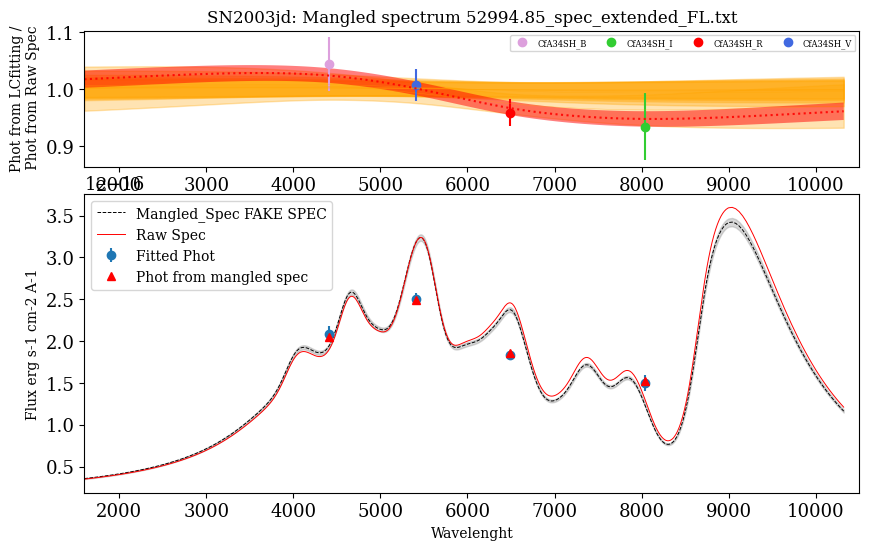 SN2003jd: Mangled spectrum 52994.85_spec_extended_FL.txt
Phot from LCfitting /
Phot from Raw Spec
1.1
1.0
0.9
CfA34SH_B CfA34SH_I CfA34SH_R CfA34SH_V
2000 3000 4000 5000 6000 7000 8000 9000 10000
1e−16
Flux erg s-1 cm-2 A-1
3.5
3.0
2.5
2.0
1.5
1.0
0.5
Mangled_Spec FAKE SPEC
Raw Spec
Fitted Phot
Phot from mangled spec
2000 3000 4000 5000 6000 7000 8000 9000 10000
Wavelenght